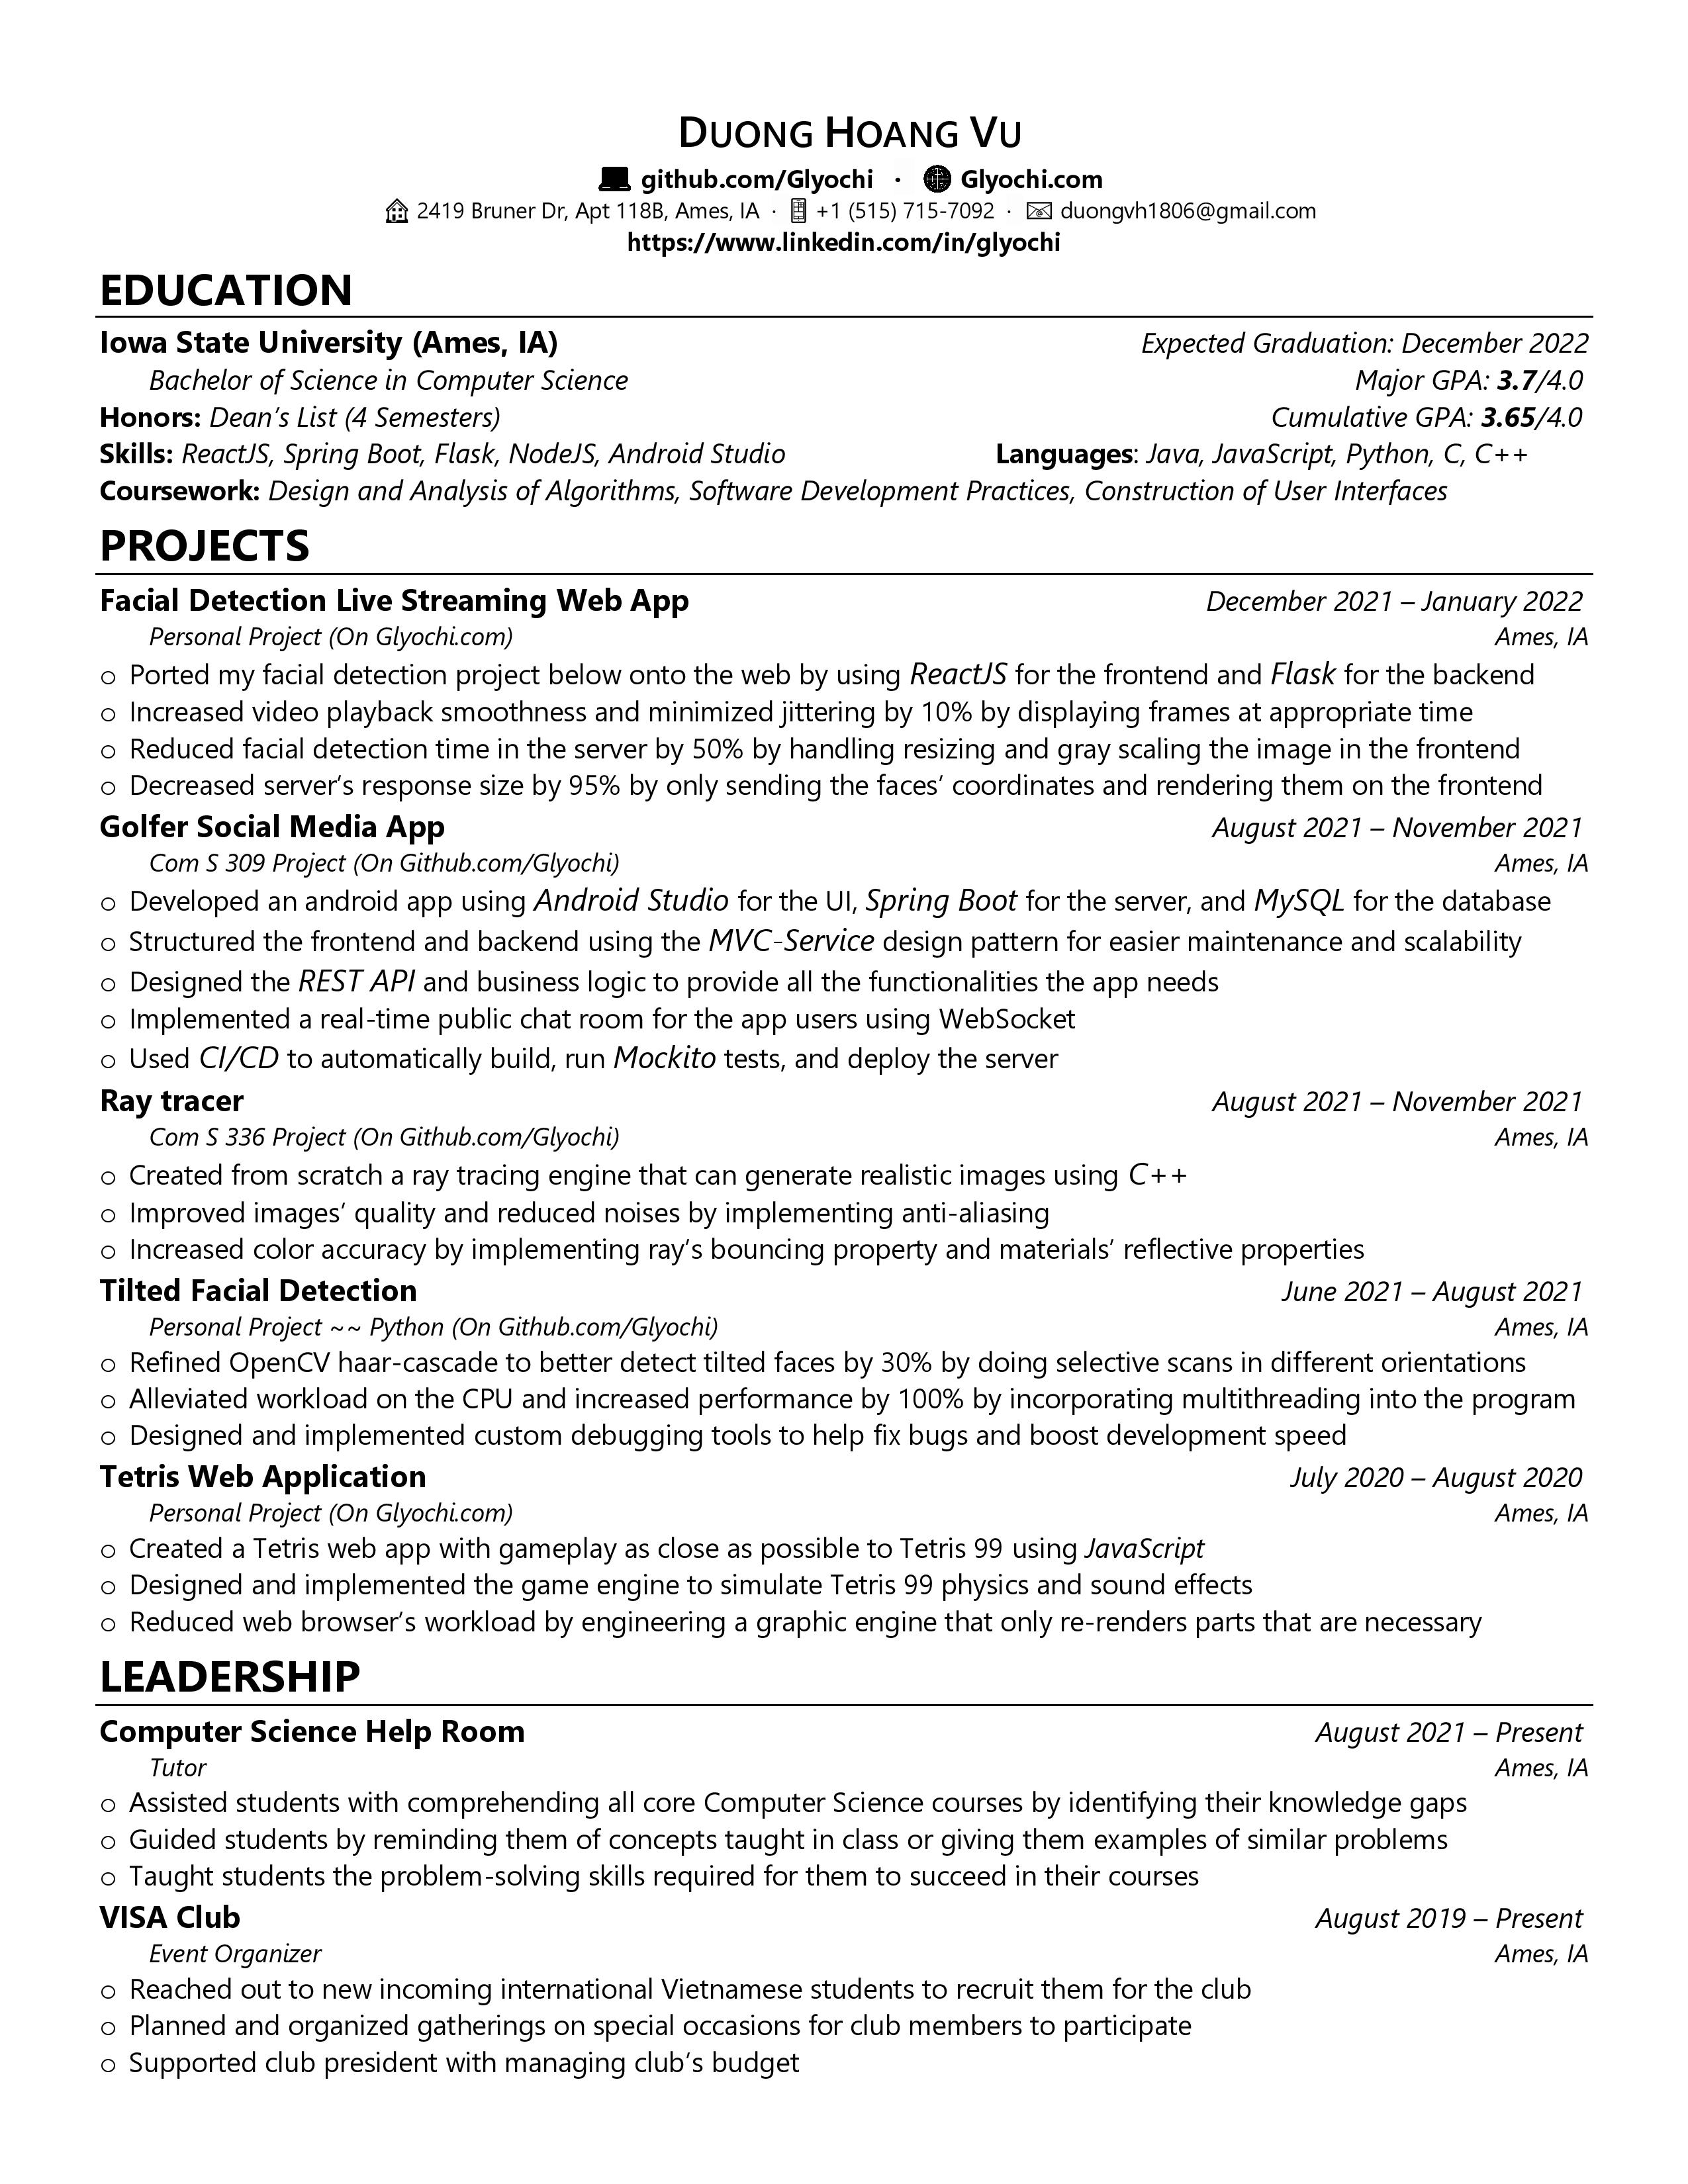 DUONG HOANG VU
github.com/Glyochi · Glyochi.com
2419 Bruner Dr, Apt 118B, Ames, IA · +1 (515) 715-7092 · duongvh1806@gmail.com
https://www.linkedin.com/in/glyochi
EDUCATION
Iowa State University (Ames, IA) Expected Graduation: December 2022
Bachelor of Science in Computer Science Major GPA: 3.7/4.0
Honors: Dean's List (4 Semesters) Cumulative GPA: 3.65/4.0
Skills: ReactJS, Spring Boot, Flask, NodeJS, Android Studio Languages: Java, JavaScript, Python, C, C++
Coursework: Design and Analysis of Algorithms, Software Development Practices, Construction of User Interfaces
PROJECTS
Facial Detection Live Streaming Web App December 2021 – January 2022
Personal Project (On Glyochi.com) Ames, IA
o Ported my facial detection project below onto the web by using ReactJS for the frontend and Flask for the backend
o Increased video playback smoothness and minimized jittering by 10% by displaying frames at appropriate time
o Reduced facial detection time in the server by 50% by handling resizing and gray scaling the image in the frontend
o Decreased server's response size by 95% by only sending the faces' coordinates and rendering them on the frontend
Golfer Social Media App August 2021 – November 2021
Com S 309 Project (On Github.com/Glyochi) Ames, IA
o Developed an android app using Android Studio for the UI, Spring Boot for the server, and MySQL for the database
o Structured the frontend and backend using the MVC-Service design pattern for easier maintenance and scalability
o Designed the REST API and business logic to provide all the functionalities the app needs
o Implemented a real-time public chat room for the app users using WebSocket
o Used CI/CD to automatically build, run Mockito tests, and deploy the server
Ray tracer August 2021 – November 2021
Com S 336 Project (On Github.com/Glyochi) Ames, IA
o Created from scratch a ray tracing engine that can generate realistic images using C++
o Improved images' quality and reduced noises by implementing anti-aliasing
o Increased color accuracy by implementing ray's bouncing property and materials' reflective properties
Tilted Facial Detection June 2021 – August 2021
Personal Project ~~ Python (On Github.com/Glyochi) Ames, IA
o Refined OpenCV haar-cascade to better detect tilted faces by 30% by doing selective scans in different orientations
o Alleviated workload on the CPU and increased performance by 100% by incorporating multithreading into the program
o Designed and implemented custom debugging tools to help fix bugs and boost development speed
Tetris Web Application July 2020 – August 2020
Personal Project (On Glyochi.com) Ames, IA
o Created a Tetris web app with gameplay as close as possible to Tetris 99 using JavaScript
o Designed and implemented the game engine to simulate Tetris 99 physics and sound effects
o Reduced web browser's workload by engineering a graphic engine that only re-renders parts that are necessary
LEADERSHIP
Computer Science Help Room August 2021 – Present
Tutor Ames, IA
o Assisted students with comprehending all core Computer Science courses by identifying their knowledge gaps
o Guided students by reminding them of concepts taught in class or giving them examples of similar problems
o Taught students the problem-solving skills required for them to succeed in their courses
VISA Club August 2019 – Present
Event Organizer Ames, IA
o Reached out to new incoming international Vietnamese students to recruit them for the club
o Planned and organized gatherings on special occasions for club members to participate
o Supported club president with managing club's budget